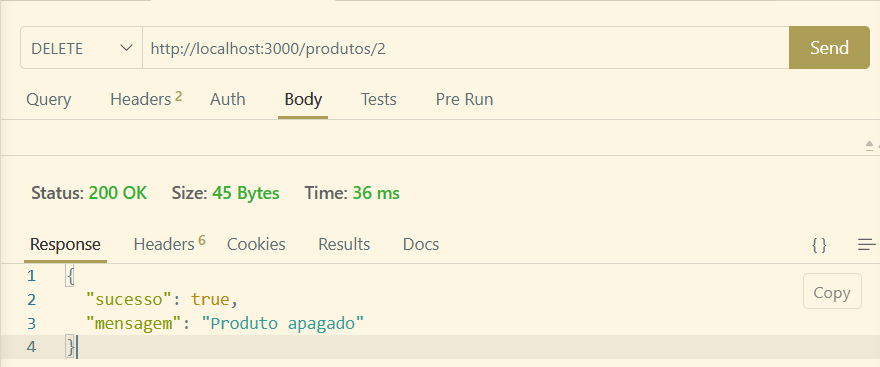 DELETE http://localhost:3000/produtos/2 Send
Query Headers 2 Auth Body Tests Pre Run
Status: 200 OK Size: 45 Bytes Time: 36 ms
Response Headers 6 Cookies Results Docs {}
1 {
Copy
2 "sucesso": true,
3 "mensagem": "Produto apagado"
4 }